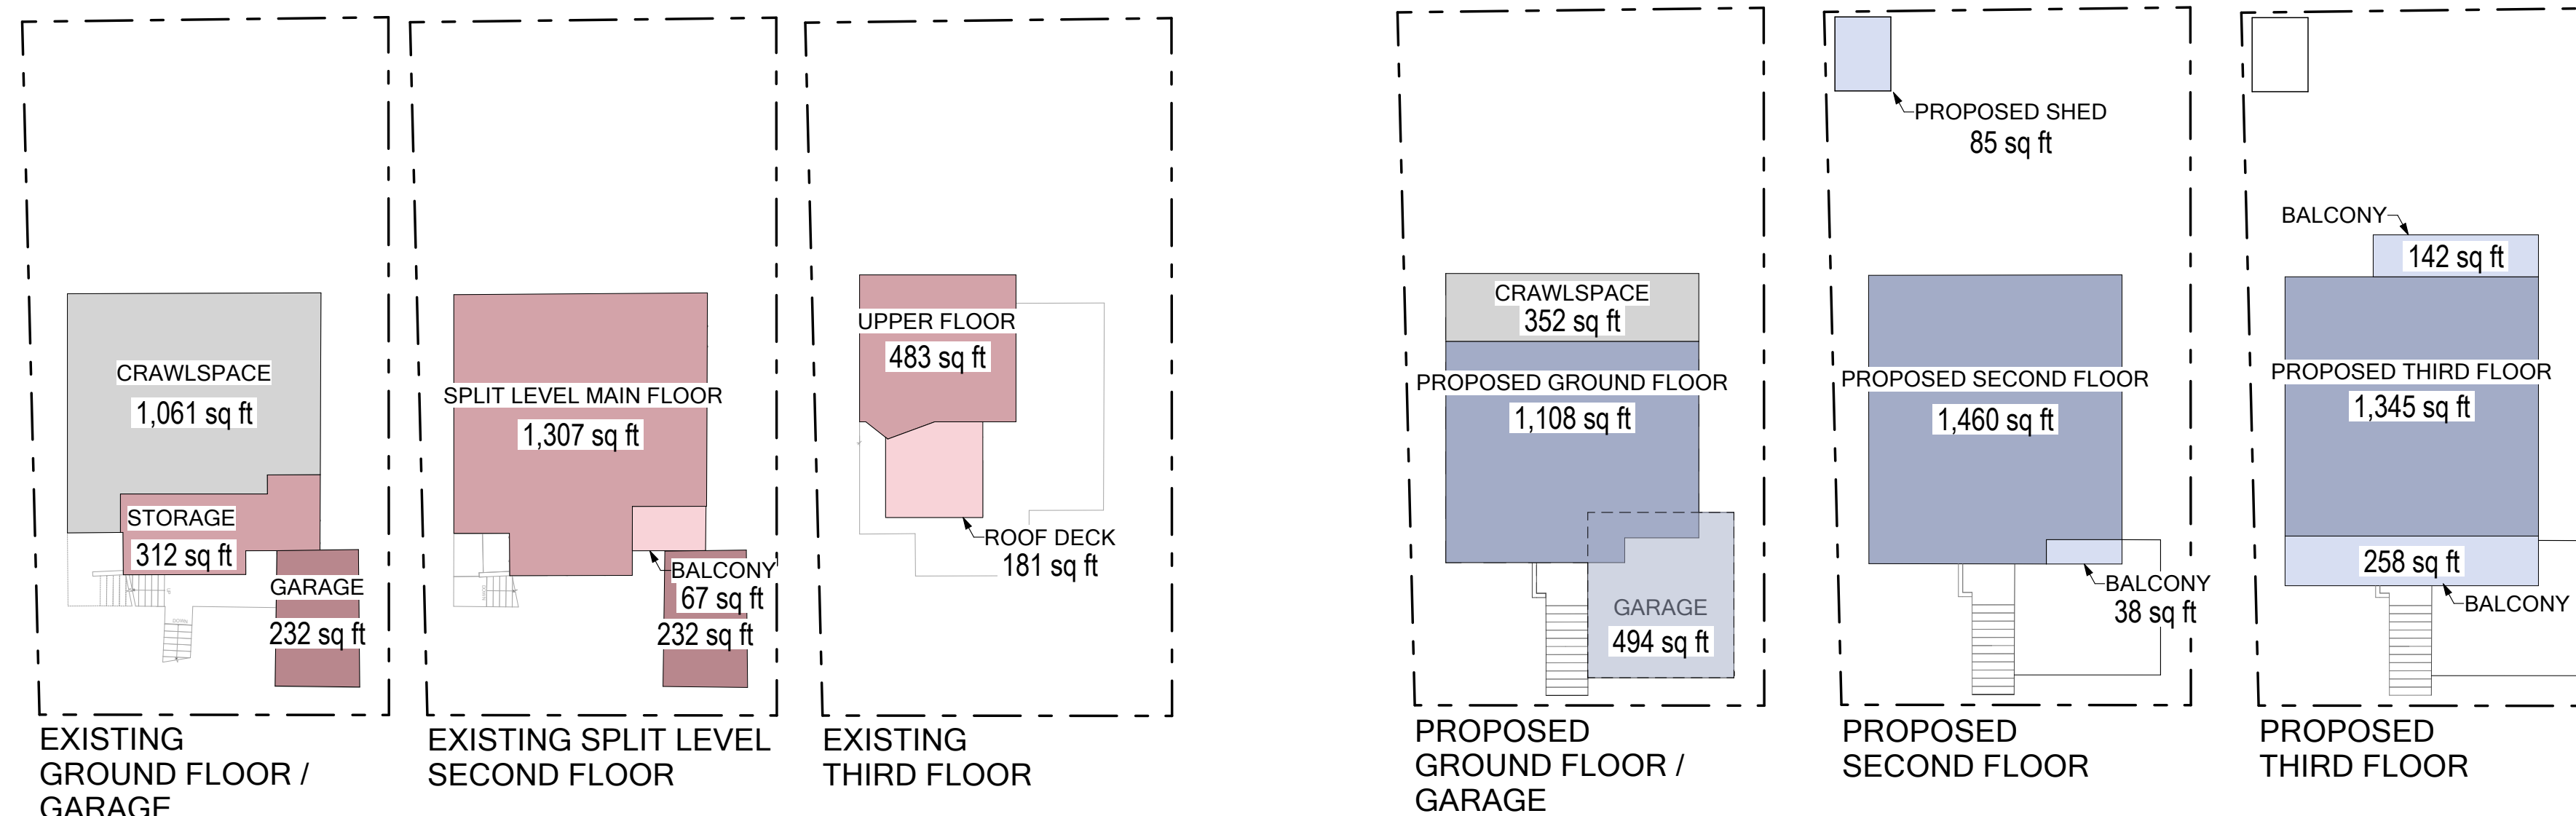 CRAWLSPACE
1,061 sq ft
STORAGE
312 sq ft
GARAGE
232 sq ft
EXISTING
GROUND FLOOR /
GARAGE
SPLIT LEVEL MAIN FLOOR
1,307 sq ft
BALCONY
67 sq ft
232 sq ft
EXISTING SPLIT LEVEL
SECOND FLOOR
UPPER FLOOR
483 sq ft
ROOF DECK
181 sq ft
EXISTING
THIRD FLOOR
CRAWLSPACE
352 sq ft
PROPOSED GROUND FLOOR
1,108 sq ft
GARAGE
494 sq ft
PROPOSED
GROUND FLOOR /
GARAGE
PROPOSED SHED
85 sq ft
PROPOSED SECOND FLOOR
1,460 sq ft
BALCONY
38 sq ft
PROPOSED
SECOND FLOOR
BALCONY
142 sq ft
PROPOSED THIRD FLOOR
1,345 sq ft
258 sq ft
BALCONY
PROPOSED
THIRD FLOOR